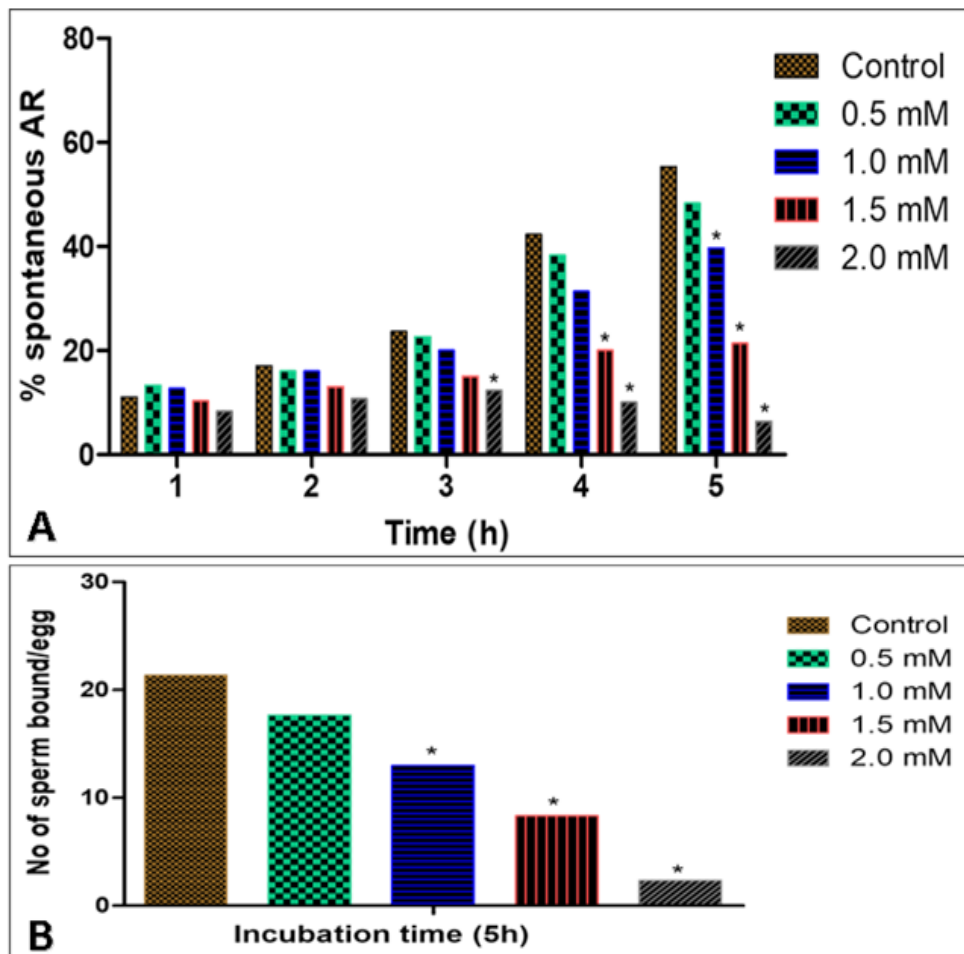 80
60
40
20
0
% spontaneous AR
Control
0.5 mM
1.0 mM
1.5 mM
2.0 mM
*
*
*
*
*
*
1 2 3 4 5
Time (h)
A
30
20
10
0
No of sperm bound/egg
Control
0.5 mM
1.0 mM
1.5 mM
2.0 mM
*
*
*
Incubation time (5h)
B